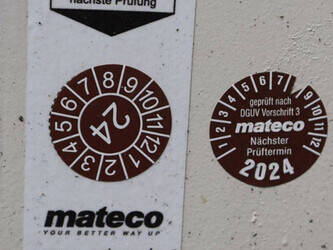 nächste Prüfung
1 2 3 4 5 6 7 8 9 10 11 12
24
mateco
YOUR BETTER WAY UP
1 2 3 4 5 6 7 8 9 10 11 12
geprüft nach
DGUV Vorschrift 3
mateco
Nächster
Prüftermin
2024